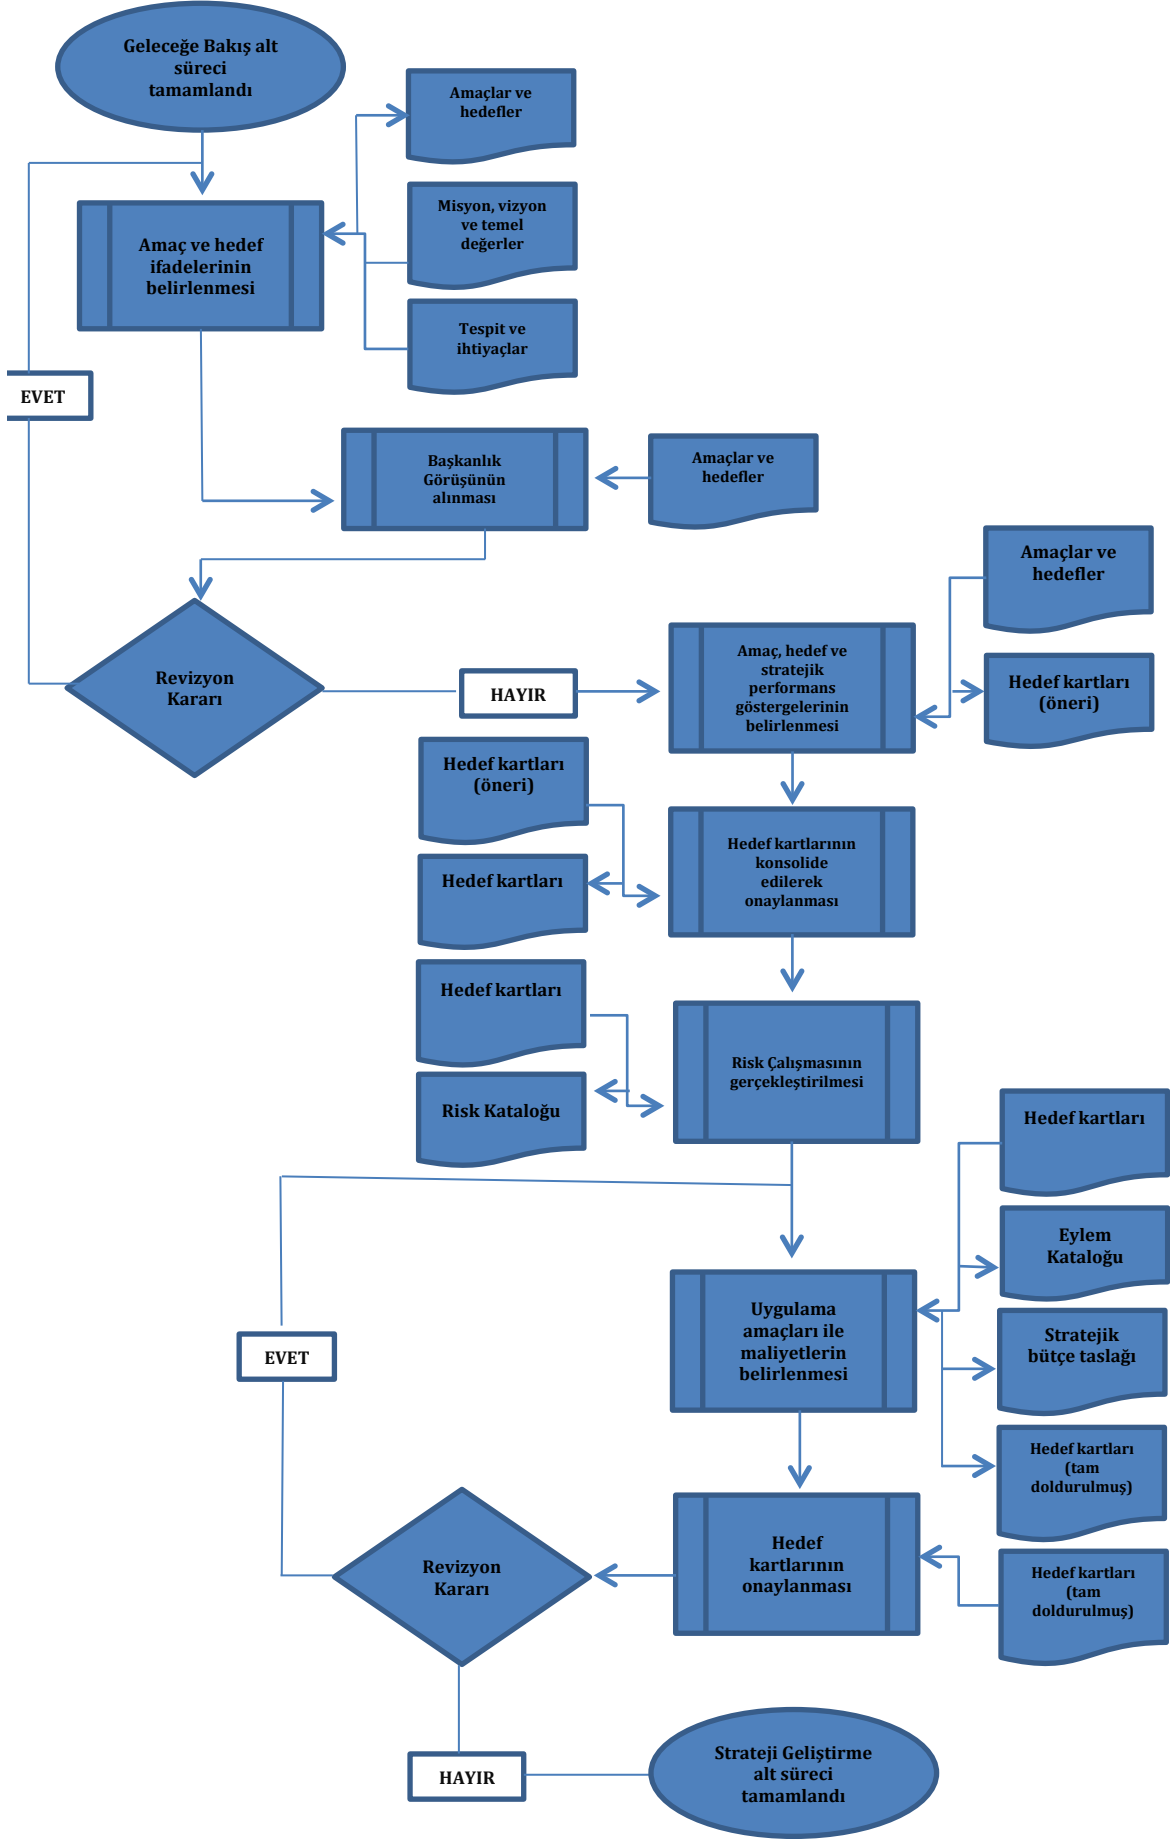 Geleceğe Bakış alt
süreci
tamamlandı
Amaçlar ve
hedefler
Misyon, vizyon
ve temel
değerler
Amaç ve hedef
ifadelerinin
belirlenmesi
Tespit ve
ihtiyaçlar
EVET
Başkanlık
Görüşünün
alınması
Amaçlar ve
hedefler
Amaçlar ve
hedefler
Revizyon
Kararı
HAYIR
Amaç, hedef ve
stratejik
performans
göstergelerinin
belirlenmesi
Hedef kartları
(öneri)
Hedef kartları
(öneri)
Hedef kartları
Hedef kartlarının
konsolide
edilerek
onaylanması
Hedef kartları
Risk Kataloğu
Risk Çalışmasının
gerçekleştirilmesi
Hedef kartları
Eylem
Kataloğu
Uygulama
amaçları ile
maliyetlerin
belirlenmesi
Stratejik
bütçe taslağı
EVET
Hedef kartları
(tam
doldurulmuş)
Revizyon
Kararı
Hedef
kartlarının
onaylanması
Hedef kartları
(tam
doldurulmuş)
HAYIR
Strateji Geliştirme
alt süreci
tamamlandı